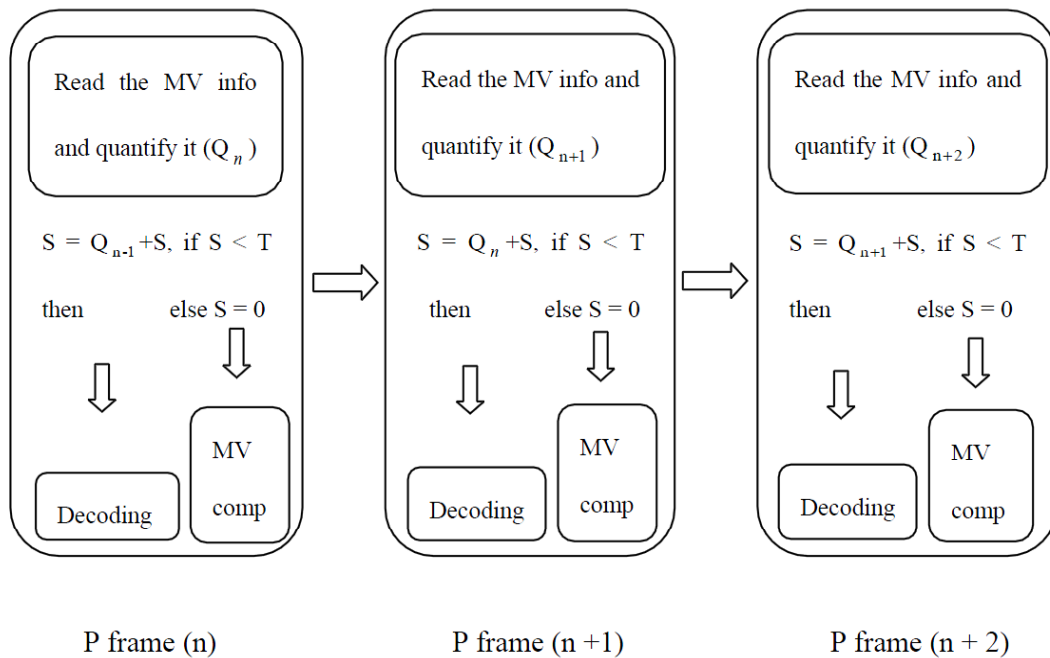 Read the MV info
and quantify it (Q n )
S = Q n-1 +S, if S < T
then else S = 0
MV
comp
Decoding
P frame (n)
Read the MV info and
quantify it (Q n+1 )
S = Q n +S, if S < T
then else S = 0
MV
comp
Decoding
P frame (n +1)
Read the MV info and
quantify it (Q n+2 )
S = Q n+1 +S, if S < T
then else S = 0
MV
comp
Decoding
P frame (n + 2)